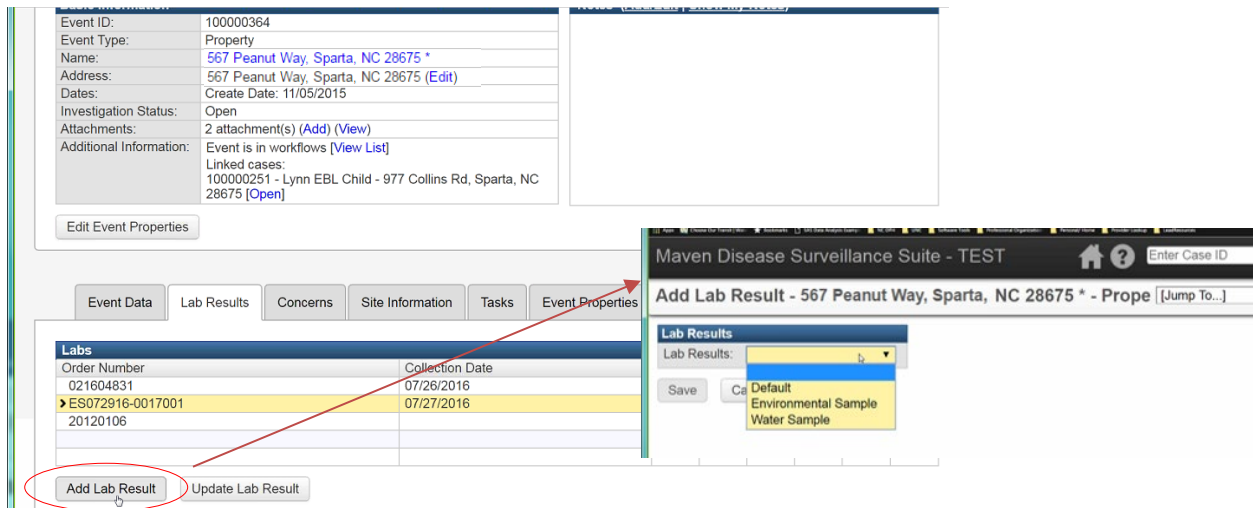 Basic Information
Event ID: 100000364
Event Type: Property
Name: 567 Peanut Way, Sparta, NC 28675 *
Address: 567 Peanut Way, Sparta, NC 28675 (Edit)
Dates: Create Date: 11/05/2015
Investigation Status: Open
Attachments: 2 attachment(s) (Add) (View)
Additional Information: Event is in workflows [View List]
Linked cases:
100000251 - Lynn EBL Child - 977 Collins Rd, Sparta, NC
28675 [Open]
Edit Event Properties
Event Data Lab Results Concerns Site Information Tasks Event Properties
Labs
Order Number Collection Date
021604831 07/26/2016
ES072916-0017001 07/27/2016
20120106
Add Lab Result Update Lab Result
Maven Disease Surveillance Suite - TEST Enter Case ID
Add Lab Result - 567 Peanut Way, Sparta, NC 28675 * - Prope [Jump To...]
Lab Results
Lab Results:
Save Ca
Default
Environmental Sample
Water Sample